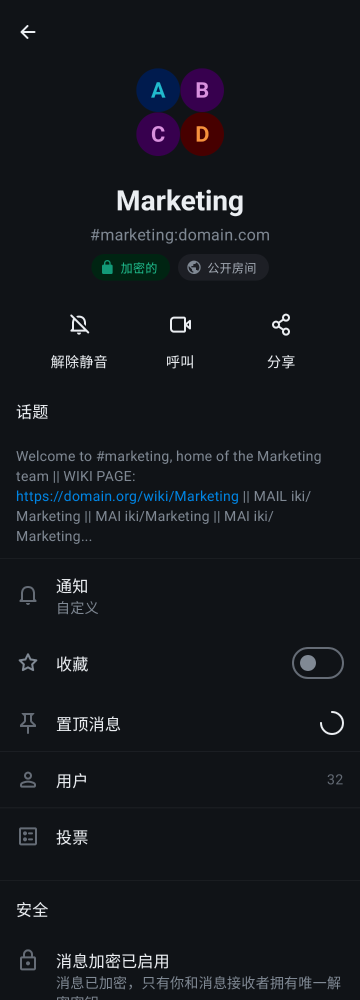 A B
C D
Marketing
#marketing:domain.com
加密的 公开房间
解除静音 呼叫 分享
话题
Welcome to #marketing, home of the Marketing
team || WIKI PAGE:
https://domain.org/wiki/Marketing || MAIL iki/
Marketing || MAI iki/Marketing || MAI iki/
Marketing...
通知
自定义
收藏
置顶消息
用户 32
投票
安全
消息加密已启用
消息已加密，只有你和消息接收者拥有唯一解